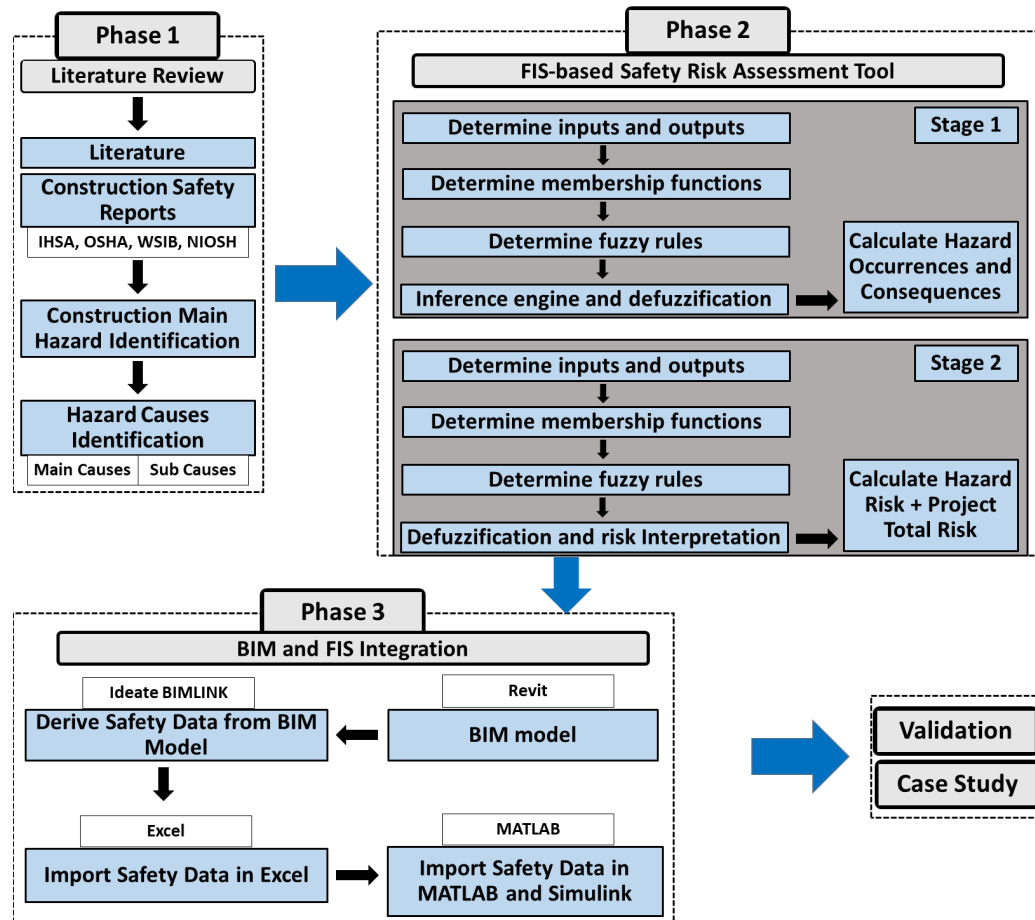 Phase 1
Literature Review
Literature
Construction Safety
Reports
IHSA, OSHA, WSIB, NIOSH
Construction Main
Hazard Identification
Hazard Causes
Identification
Main Causes
Sub Causes
Phase 2
FIS-based Safety Risk Assessment Tool
Stage 1
Determine inputs and outputs
Determine membership functions
Determine fuzzy rules
Inference engine and defuzzification
Calculate Hazard
Occurrences and
Consequences
Stage 2
Determine inputs and outputs
Determine membership functions
Determine fuzzy rules
Defuzzification and risk Interpretation
Calculate Hazard
Risk + Project
Total Risk
Phase 3
BIM and FIS Integration
Revit
BIM model
Ideate BIMLINK
Derive Safety Data from BIM
Model
Excel
Import Safety Data in Excel
MATLAB
Import Safety Data in
MATLAB and Simulink
Validation
Case Study